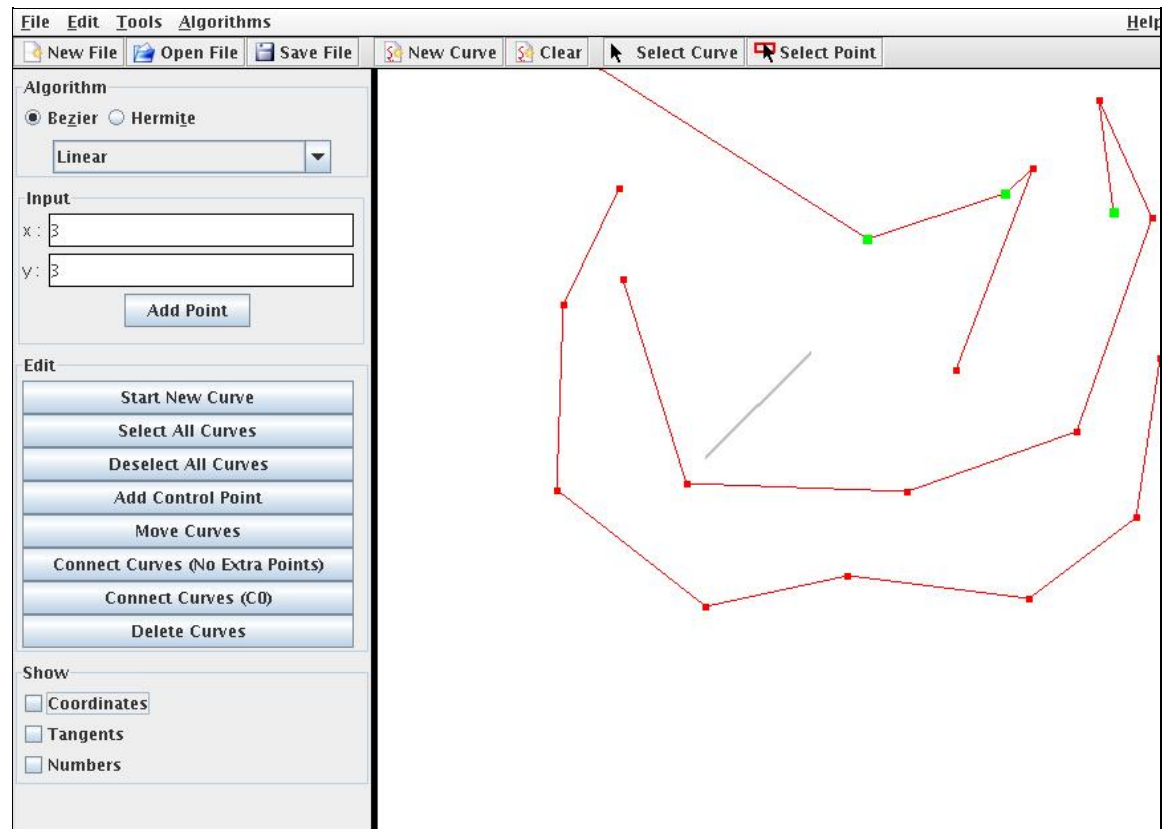 File Edit Tools Algorithms Help
New File Open File Save File New Curve Clear Select Curve Select Point
Algorithm
Bezier Hermite
Linear
Input
x: 3
y: 3
Add Point
Edit
Start New Curve
Select All Curves
Deselect All Curves
Add Control Point
Move Curves
Connect Curves (No Extra Points)
Connect Curves (C0)
Delete Curves
Show
Coordinates
Tangents
Numbers